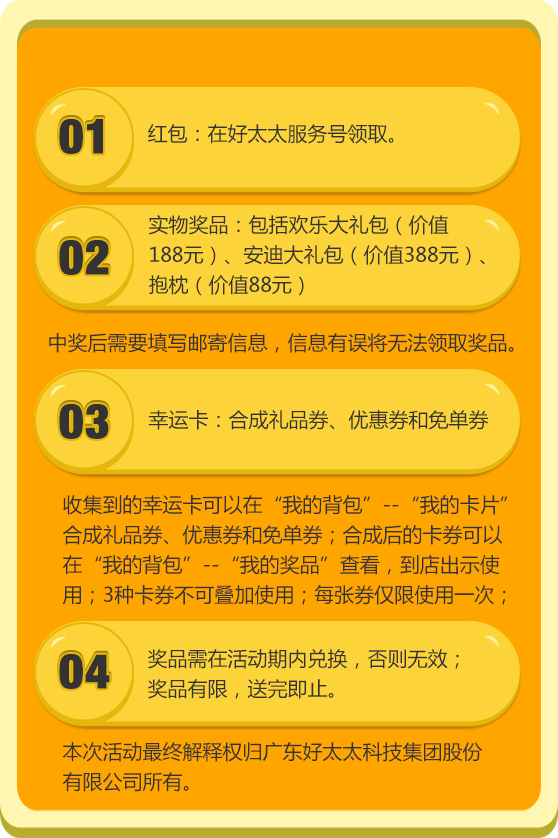 01
红包：在好太太服务号领取。
02
实物奖品：包括欢乐大礼包（价值
188元）、安迪大礼包（价值388元）、
抱枕（价值88元）
中奖后需要填写邮寄信息，信息有误将无法领取奖品。
03
幸运卡：合成礼品券、优惠券和免单券
收集到的幸运卡可以在“我的背包”--“我的卡片”
合成礼品券、优惠券和免单券；合成后的卡券可以
在“我的背包”--“我的奖品”查看，到店出示使
用；3种卡券不可叠加使用；每张券仅限使用一次；
04
奖品需在活动期内兑换，否则无效；
奖品有限，送完即止。
本次活动最终解释权归广东好太太科技集团股份
有限公司所有。